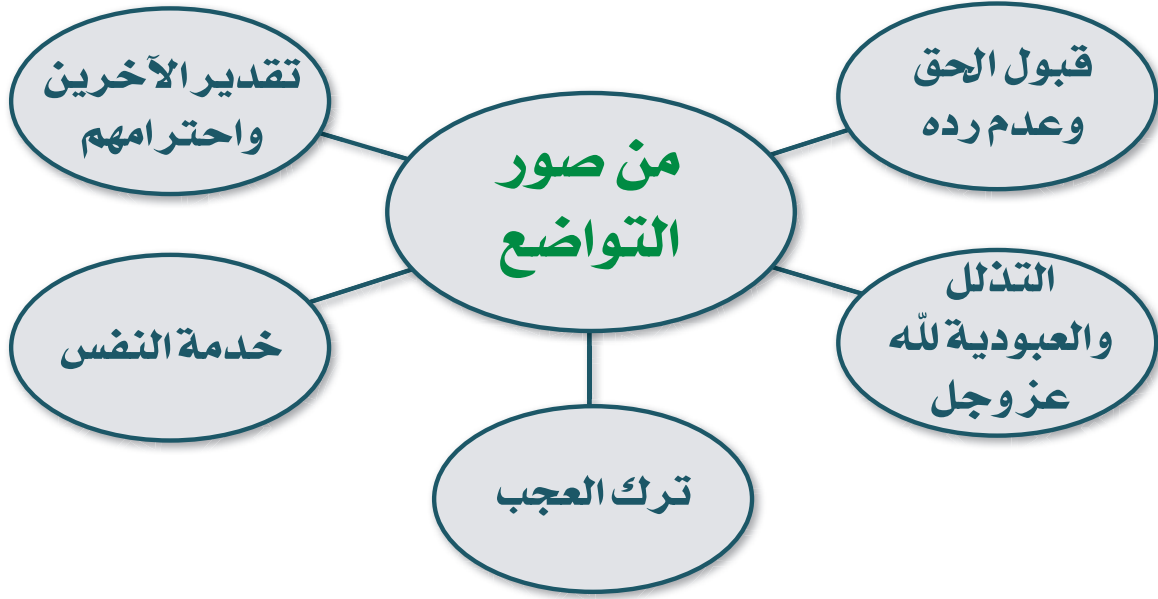 من صور
التواضع
قبول الحق
وعدم رده
التذلل
والعبودية لله
عز وجل
ترك العجب
خدمة النفس
تقدير الآخرين
واحترامهم